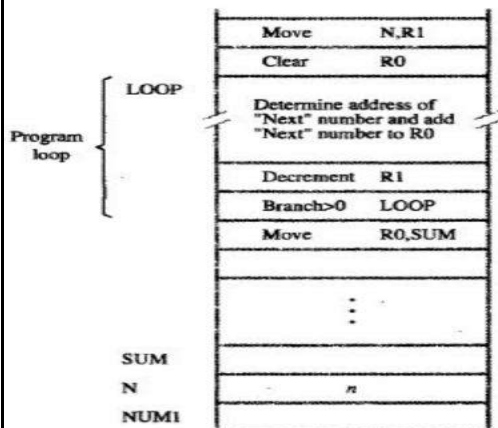 Move N,R1
Clear R0
LOOP
Determine address of
"Next" number and add
"Next" number to R0
Program
loop
Decrement R1
Branch>0 LOOP
Move R0,SUM
SUM
N n
NUM1